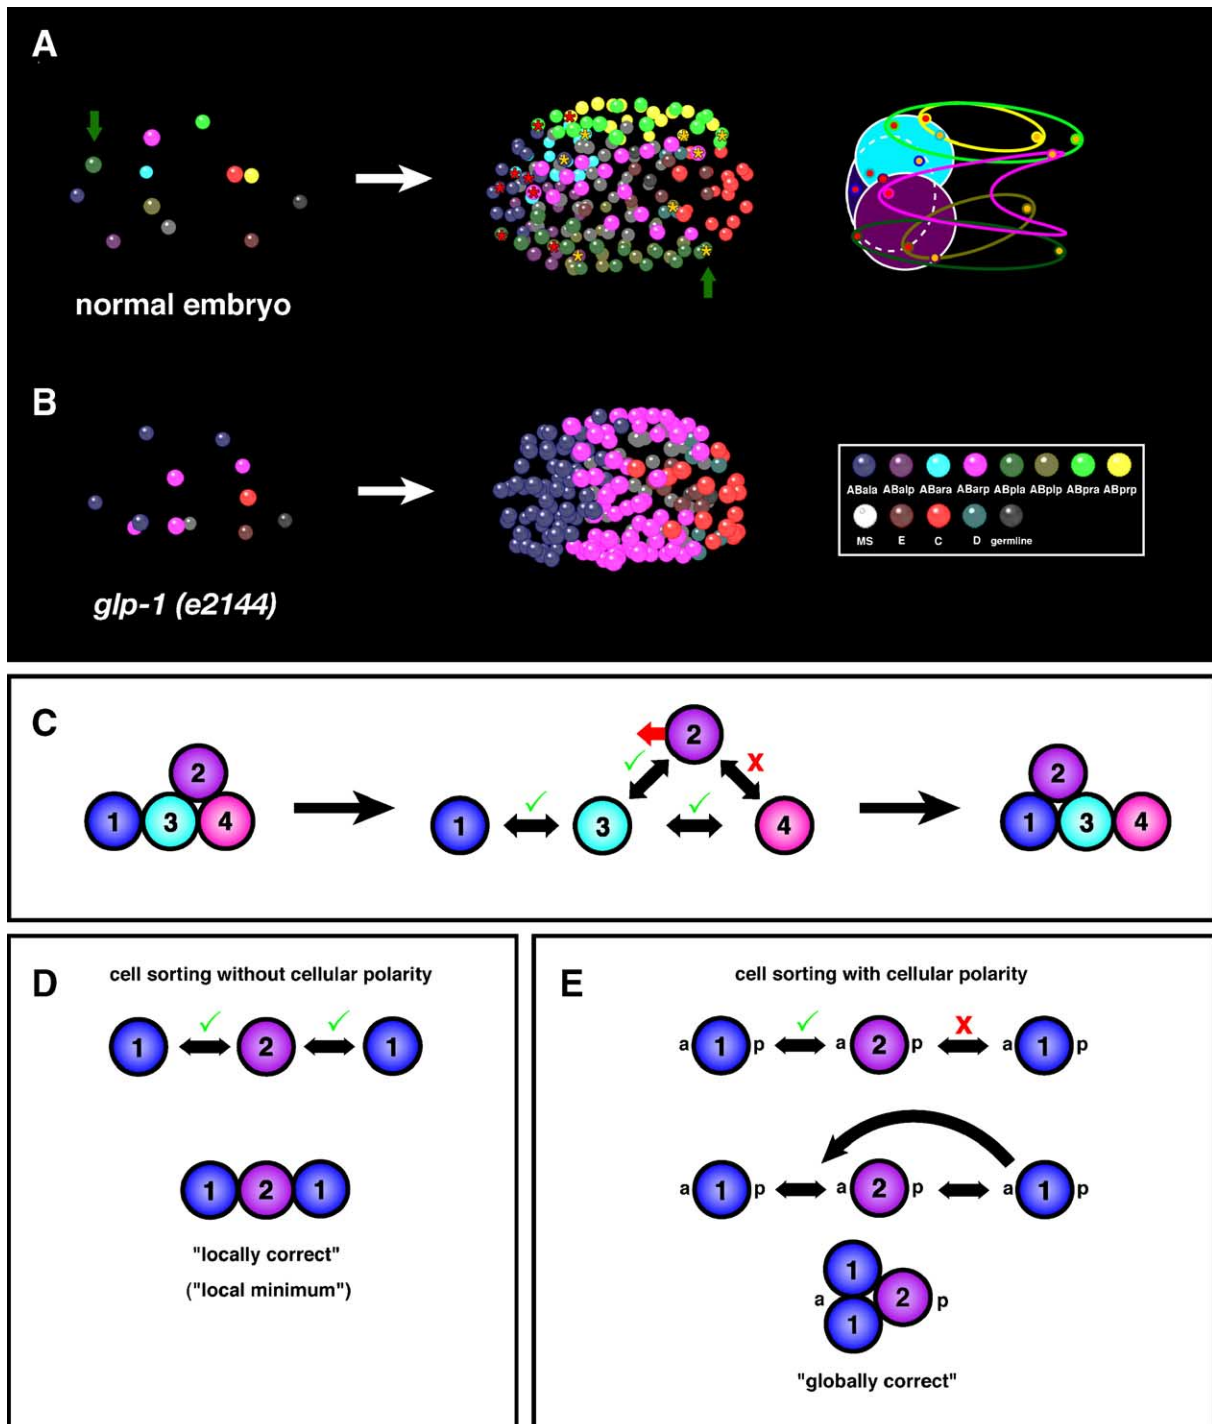 A
normal embryo
B
glp-1 (e2144)
ABala ABalp ABara ABarp ABpla ABplp ABpra ABprp
MS E C D germline
C
1 3 2 4
1 3 2 4
2
1 3 4
D
cell sorting without cellular polarity
1 2 1
1 2 1
"locally correct"
("local minimum")
E
cell sorting with cellular polarity
a 1 p a 2 p X a 1 p
a 1 p a 2 p a 1 p
1
a 2 p
1
"globally correct"